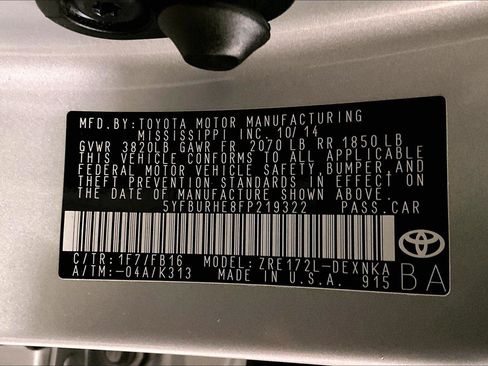 MFD.BY:TOYOTA MOTOR MANUFACTURING
MISSISSIPPI INC. 10/14
GVWR 3820LB GAWR FR 2070 LB RR 1850 LB
THIS VEHICLE CONFORMS TO ALL APPLICABLE
FEDERAL MOTOR VEHICLE SAFETY, BUMPER, AND
THEFT PREVENTION STANDARDS IN EFFECT ON
THE DATE OF MANUFACTURE SHOWN ABOVE.
5YFBURHE8FP219322 PASS.CAR
C/TR: 1F7/FB16 MODEL: ZRE172L-DEXNKA
A/TM: -04A/K313 MADE IN U.S.A. 915
BA